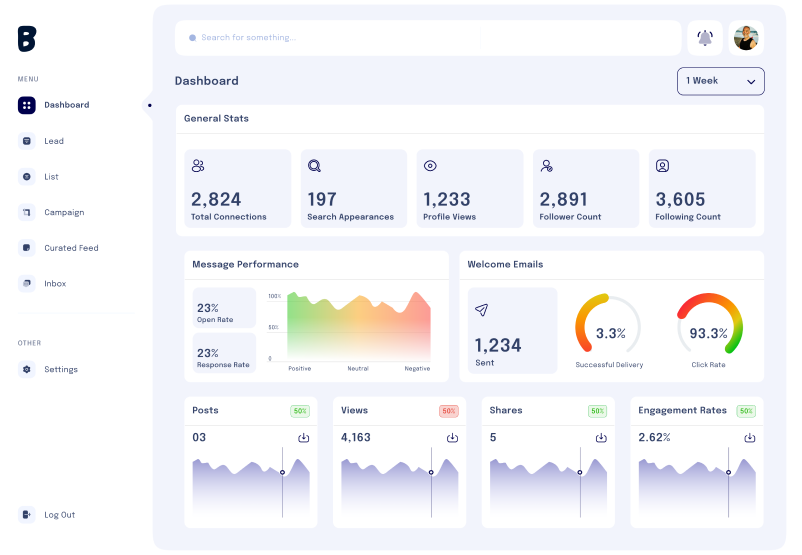 B
MENU
Dashboard
Lead
List
Campaign
Curated Feed
Inbox
OTHER
Settings
Log Out
Search for something...
Dashboard
1 Week
General Stats
2,824
Total Connections
197
Search Appearances
1,233
Profile Views
2,891
Follower Count
3,605
Following Count
Message Performance
23%
Open Rate
23%
Response Rate
100%
50%
0
Positive
Neutral
Negative
Welcome Emails
1,234
Sent
3.3%
Successful Delivery
93.3%
Click Rate
Posts
50%
03
Views
50%
4,163
Shares
50%
5
Engagement Rates
50%
2.62%